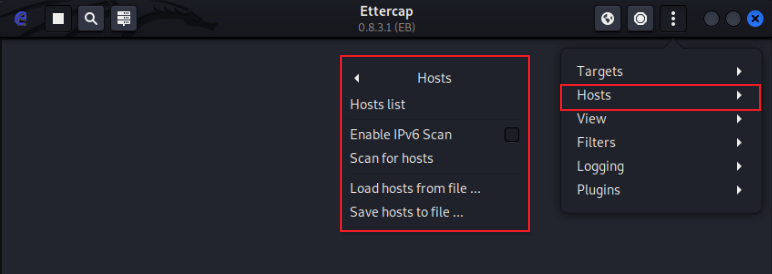 Ettercap
0.8.3.1 (EB)
Hosts
Hosts list
Enable IPv6 Scan
Scan for hosts
Load hosts from file ...
Save hosts to file ...
Targets
Hosts
View
Filters
Logging
Plugins